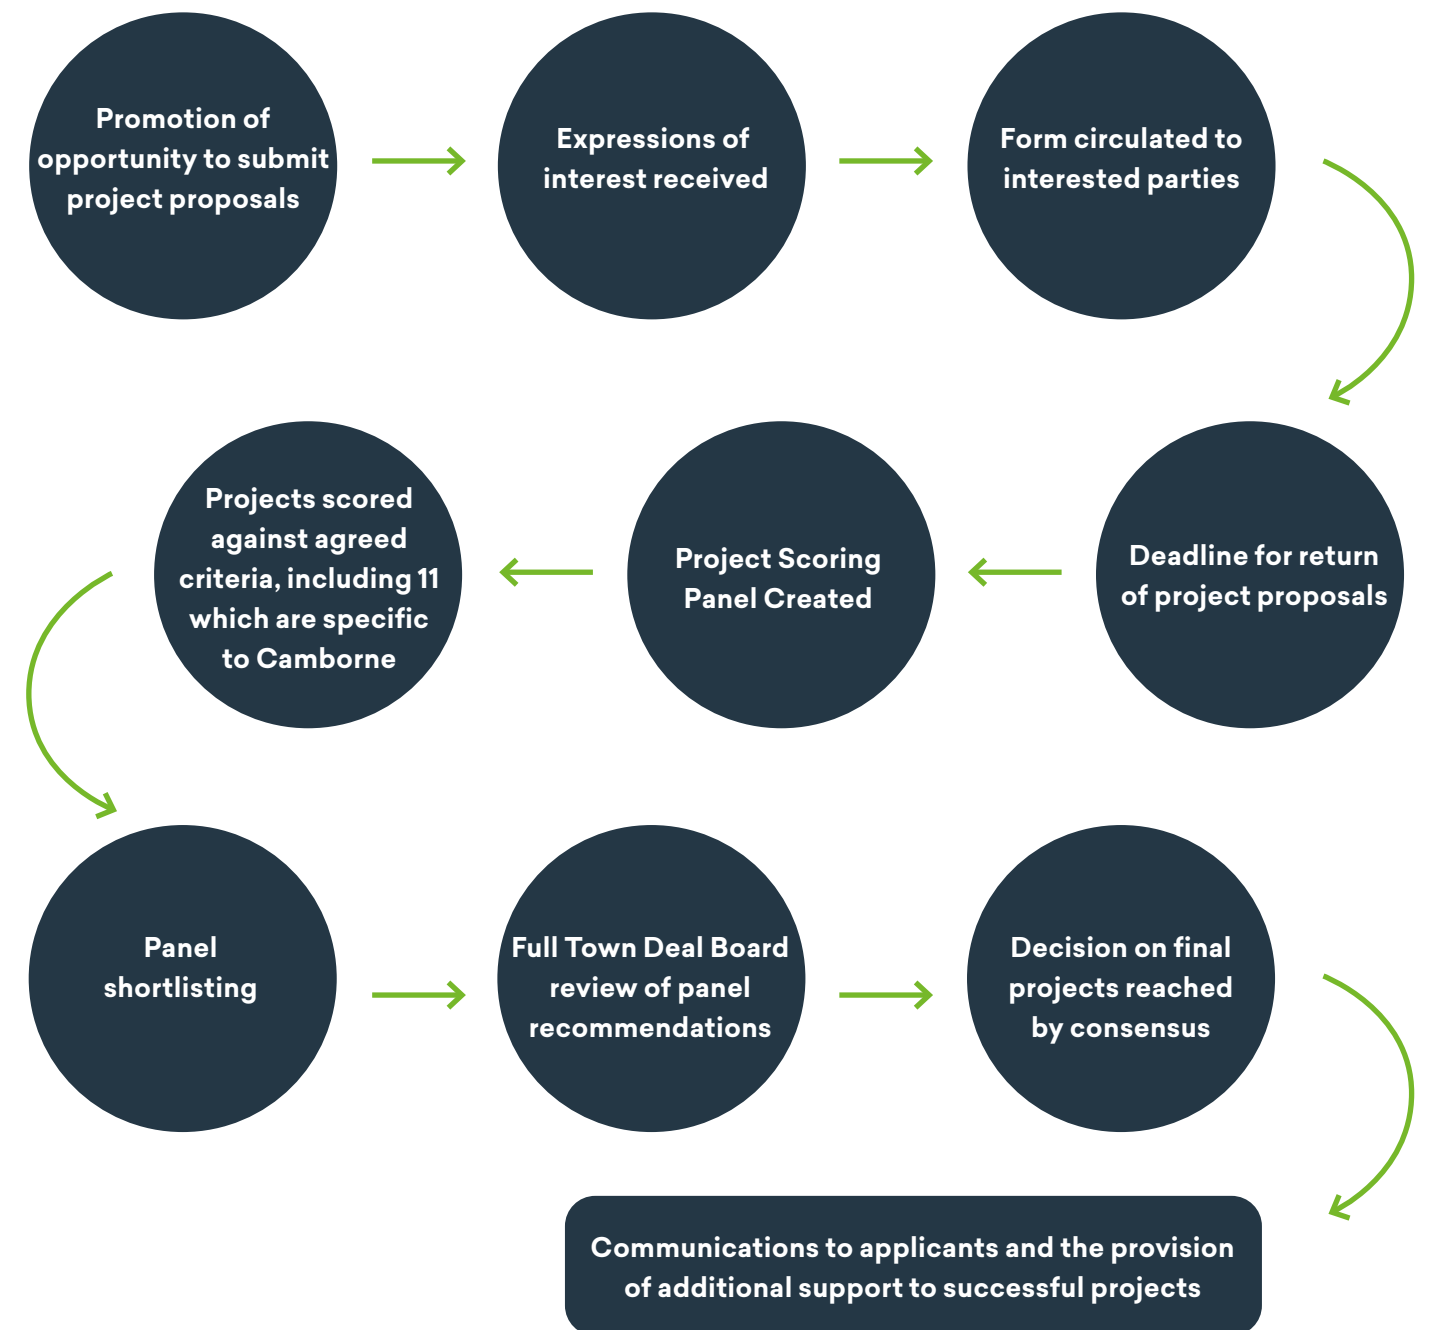 Promotion of
opportunity to submit
project proposals
Expressions of
interest received
Form circulated to
interested parties
Deadline for return
of project proposals
Project Scoring
Panel Created
Projects scored
against agreed
criteria, including 11
which are specific
to Camborne
Panel
shortlisting
Full Town Deal Board
review of panel
recommendations
Decision on final
projects reached
by consensus
Communications to applicants and the provision
of additional support to successful projects